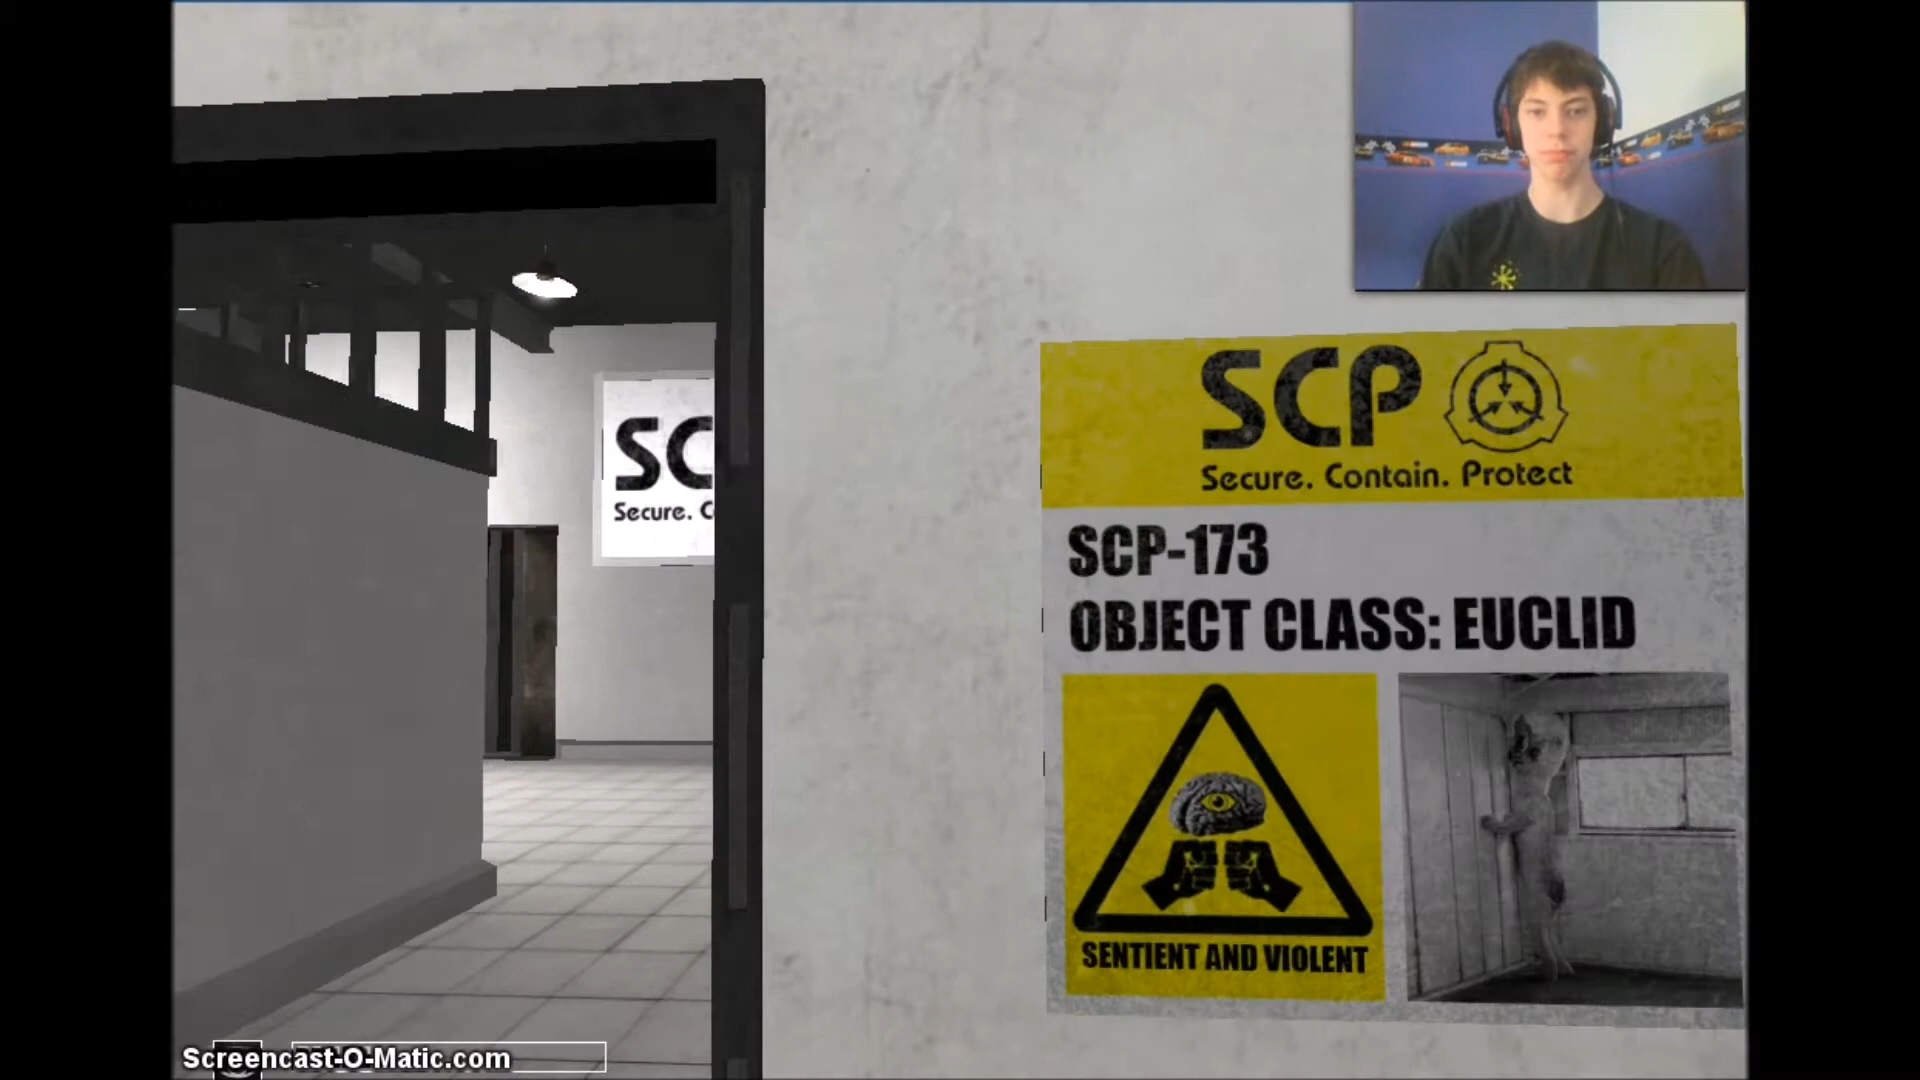 SC
Secure. C
SCP
Secure. Contain. Protect
SCP-173
OBJECT CLASS: EUCLID
SENTIENT AND VIOLENT
Screencast-O-Matic.com